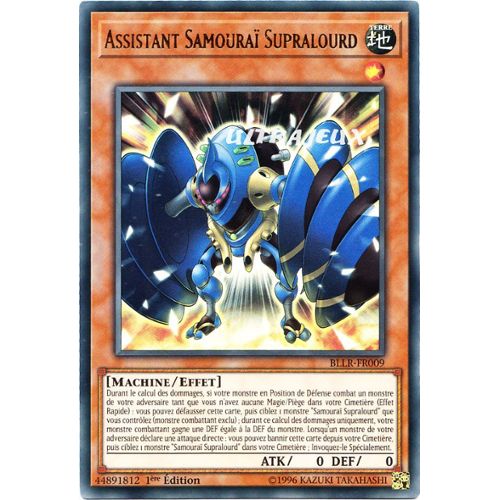 ASSISTANT SAMOURAÏ SUPRALOURD
TERRE
地
ULTRAJEUX
BLLR-FR009
[MACHINE/EFFET]
Durant le calcul des dommages, si votre monstre en Position de Défense combat un monstre
de votre adversaire tant que vous n'avez aucune Magie/Piège dans votre Cimetière (Effet
Rapide) : vous pouvez défausser cette carte, puis ciblez 1 monstre "Samouraï Supralourd" que
vous contrôlez (monstre combattant exclu) ; durant ce calcul des dommages uniquement, votre
monstre combattant gagne une DEF égale à la DEF du monstre. Lorsqu'un monstre de votre
adversaire déclare une attaque directe : vous pouvez bannir cette carte depuis votre Cimetière,
puis ciblez 1 monstre "Samouraï Supralourd" dans votre Cimetière ; Invoquez-le Spécialement.
ATK/ 0 DEF/ 0
44891812 1ère Édition ©1996 KAZUKI TAKAHASHI